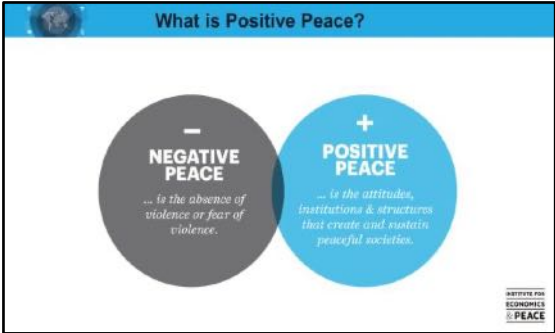 What is Positive Peace?
–
NEGATIVE
PEACE
... is the absence of
violence or fear of
violence.
+
POSITIVE
PEACE
... is the attitudes,
institutions & structures
that create and sustain
peaceful societies.
INSTITUTE FOR
ECONOMICS
& PEACE